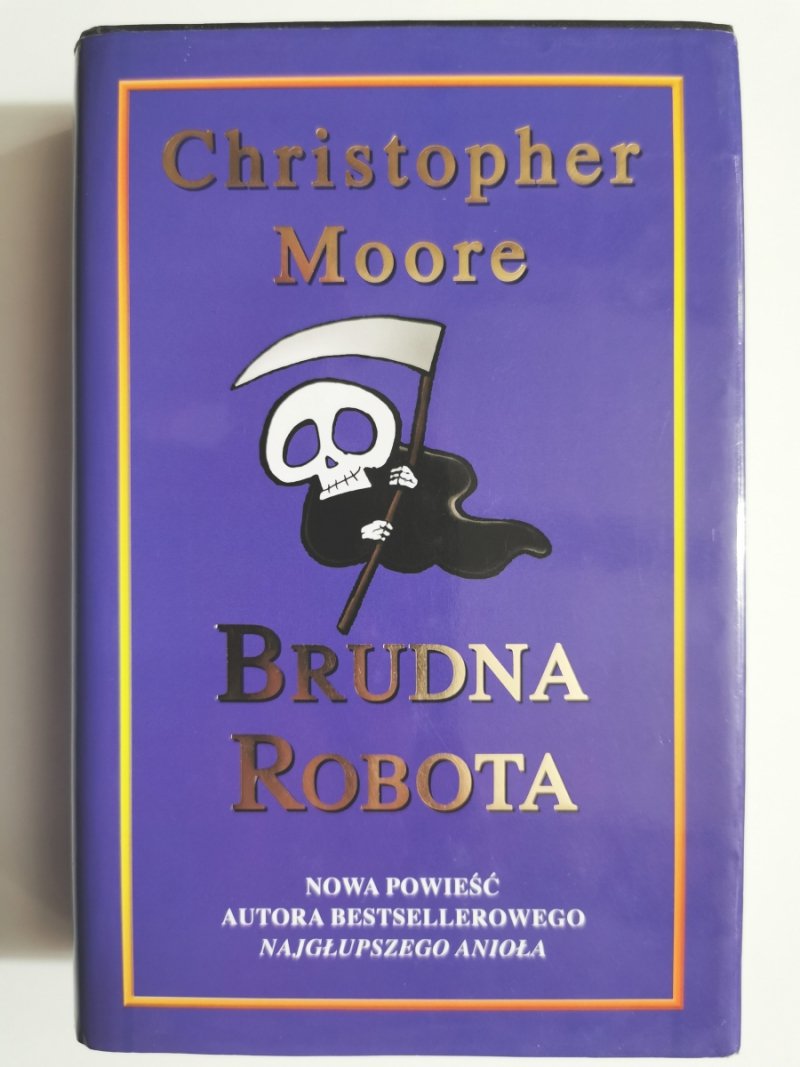 Christopher
Moore
BRUDNA
ROBOTA
NOWA POWIEŚĆ
AUTORA BESTSELLEROWEGO
NAJGŁUPSZEGO ANIOŁA